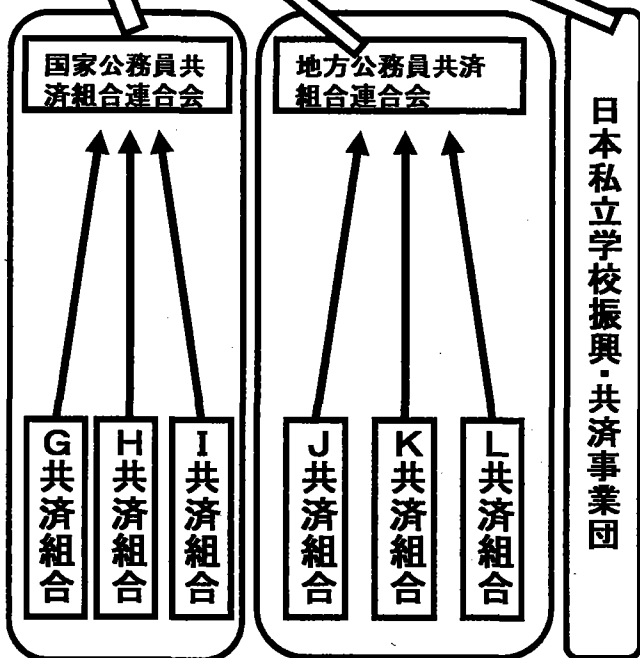 国家公務員共
済組合連合会
地方公務員共済
組合連合会
日本私立学校振興・共済事業団
G共済組合
H共済組合
I共済組合
J共済組合
K共済組合
L共済組合